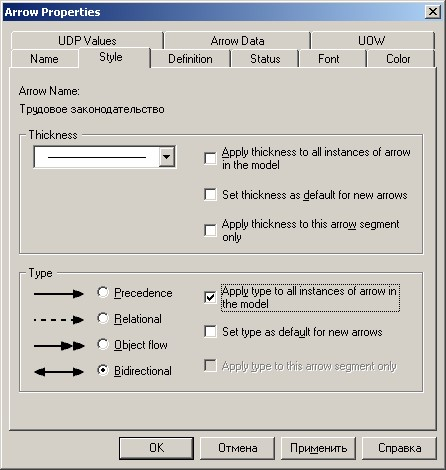 Arrow Properties
UDP Values Arrow Data UOW
Name Style Definition Status Font Color
Arrow Name:
Трудовое законодательство
Thickness
Apply thickness to all instances of arrow
in the model
Set thickness as default for new arrows
Apply thickness to this arrow segment
only
Type
Precedence
Relational
Object flow
Bidirectional
Apply type to all instances of arrow in
the model
Set type as default for new arrows
Apply type to this arrow segment only
OK Отмена Применить Справка